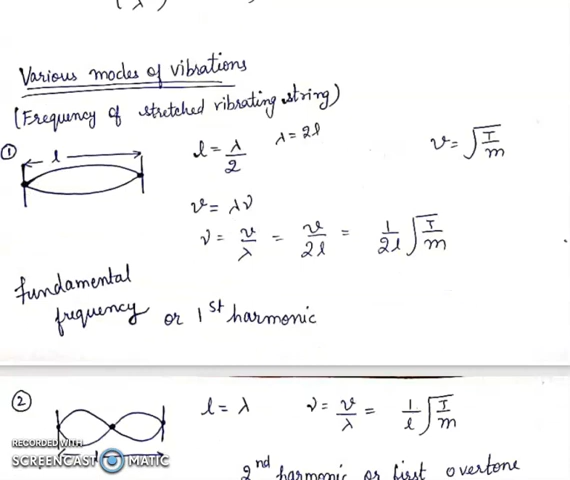 (λ)
Various modes of vibrations
(Frequency of stretched vibrating string)
①
l
l = λ/2
λ = 2l
v = √(T/m)
v = λν
ν = v/λ = v/2l = 1/2l √(T/m)
fundamental
frequency or 1st harmonic
②
l = λ
ν = v/λ = 1/l √(T/m)
RECORDED WITH
SCREENCAST MATIC
2nd harmonic or first overtone